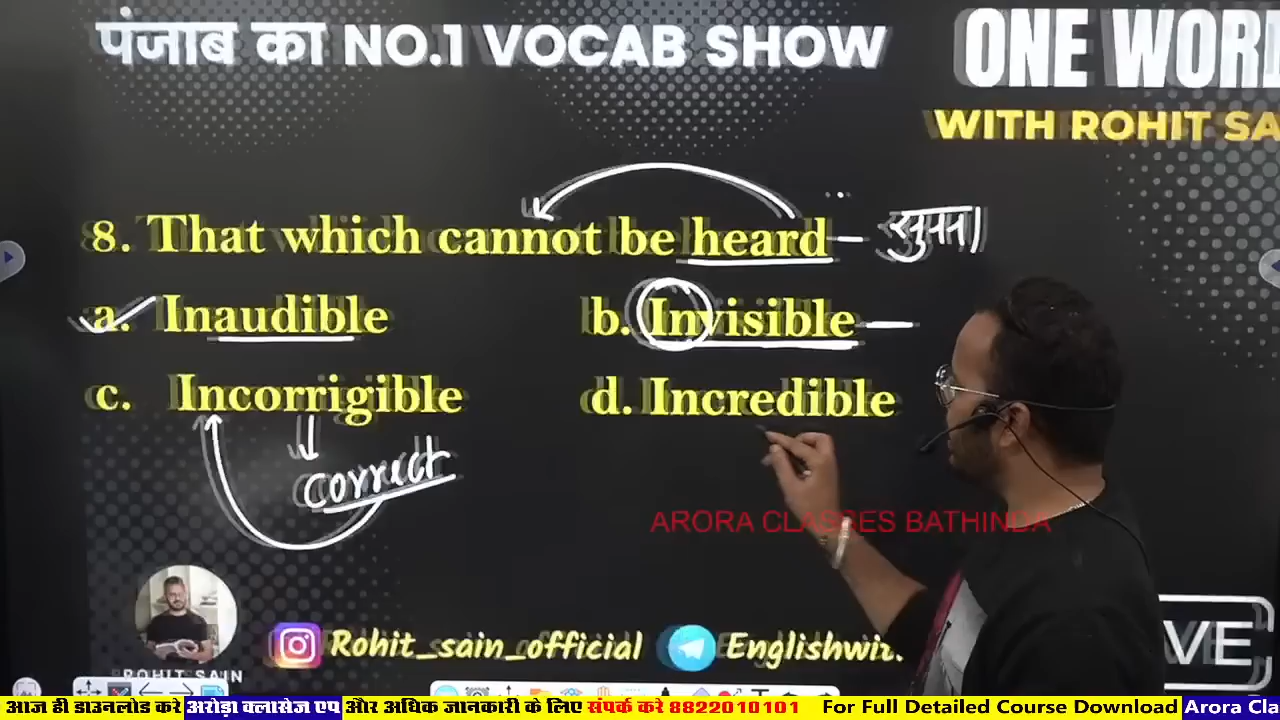 पंजाब का NO.1 VOCAB SHOW
ONE WOR
WITH ROHIT SA
8. That which cannot be heard
a. Inaudible
b. Invisible
c. Incorrigible
d. Incredible
correct
ARORA CLASSES BATHINDA
ROHIT SAIN
Rohit_sain_official
Englishwiz.
VE
आज ही डाउनलोड करे अरोड़ा क्लासेज एप और अधिक जानकारी के लिए संपर्क करे 8822010101 For Full Detailed Course Download Arora Cla